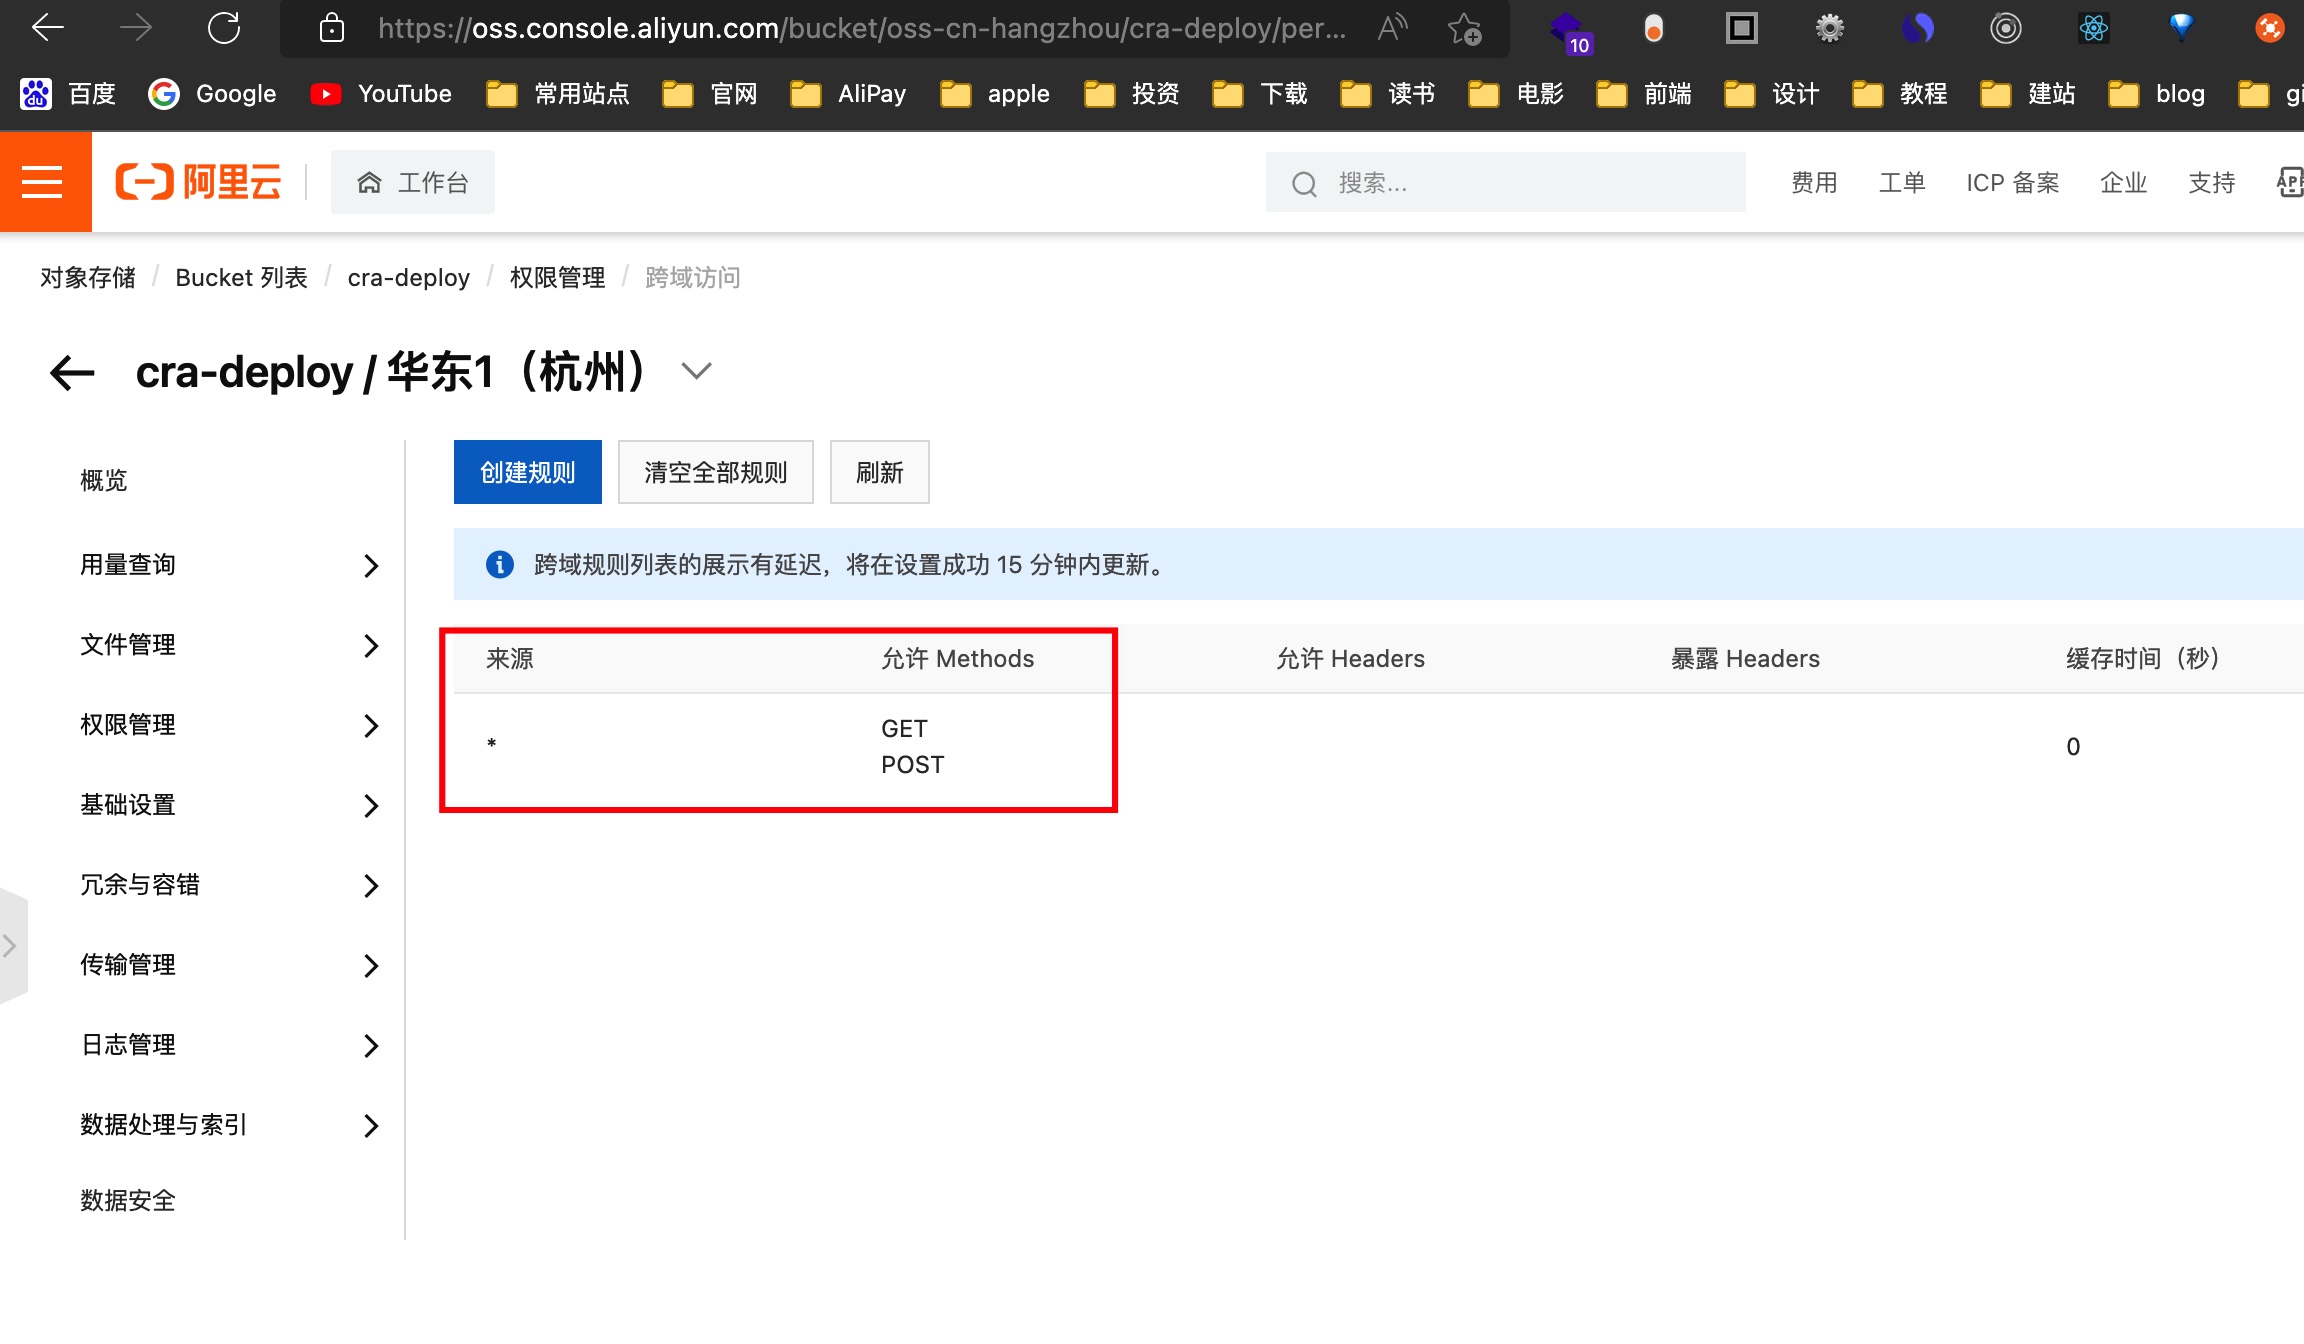 https://oss.console.aliyun.com/bucket/oss-cn-hangzhou/cra-deploy/per...
10
百度 Google YouTube 常用站点 官网 AliPay apple 投资 下载 读书 电影 前端 设计 教程 建站 blog gi
阿里云 工作台 搜索... 费用 工单 ICP 备案 企业 支持 API
对象存储 / Bucket 列表 / cra-deploy / 权限管理 / 跨域访问
cra-deploy / 华东1（杭州）
概览
用量查询
文件管理
权限管理
基础设置
冗余与容错
传输管理
日志管理
数据处理与索引
数据安全
创建规则 清空全部规则 刷新
跨域规则列表的展示有延迟，将在设置成功 15 分钟内更新。
来源 允许 Methods 允许 Headers 暴露 Headers 缓存时间（秒）
* GET 0
POST